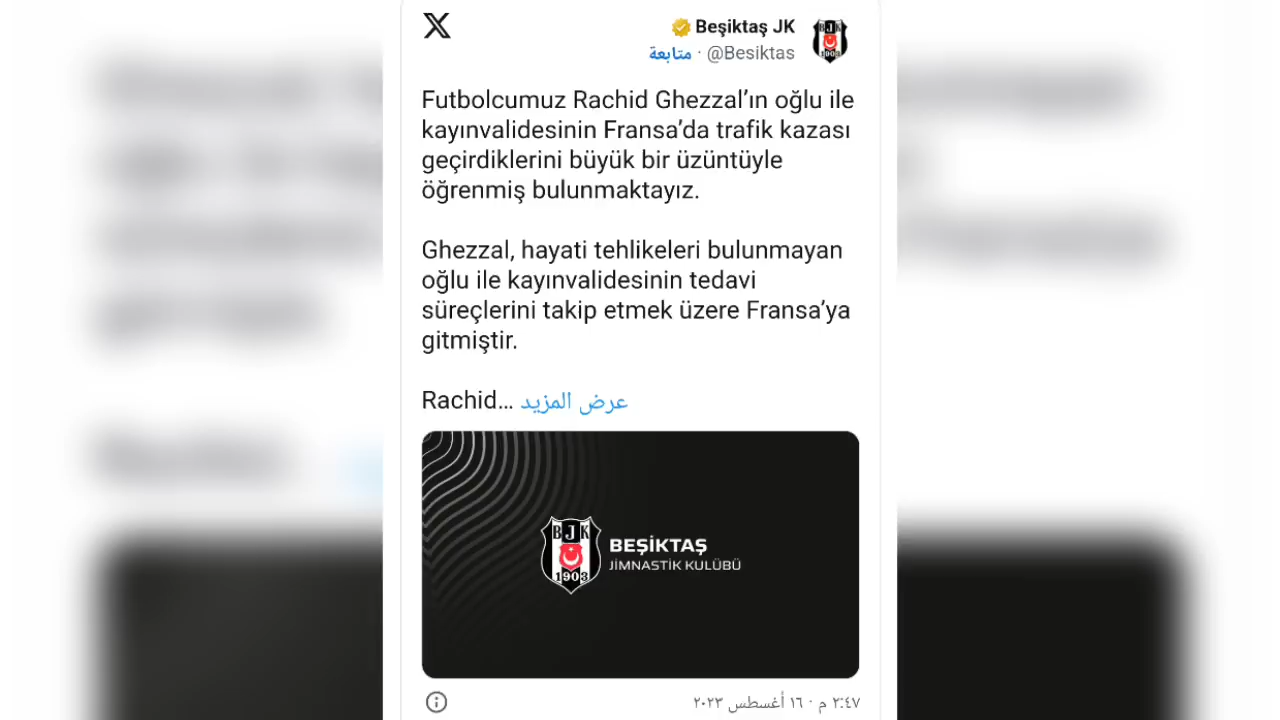 Beşiktaş JK
@Besiktas · متابعة
Futbolcumuz Rachid Ghezzal’ın oğlu ile
kayınvalidesinin Fransa’da trafik kazası
geçirdiklerini büyük bir üzüntüyle
öğrenmiş bulunmaktayız.
Ghezzal, hayati tehlikeleri bulunmayan
oğlu ile kayınvalidesinin tedavi
süreçlerini takip etmek üzere Fransa’ya
gitmiştir.
Rachid… عرض المزيد
BJK
1903
BEŞİKTAŞ
JİMNASTİK KULÜBÜ
٢:٤٧ م · ١٦ أغسطس ٢٠٢٣